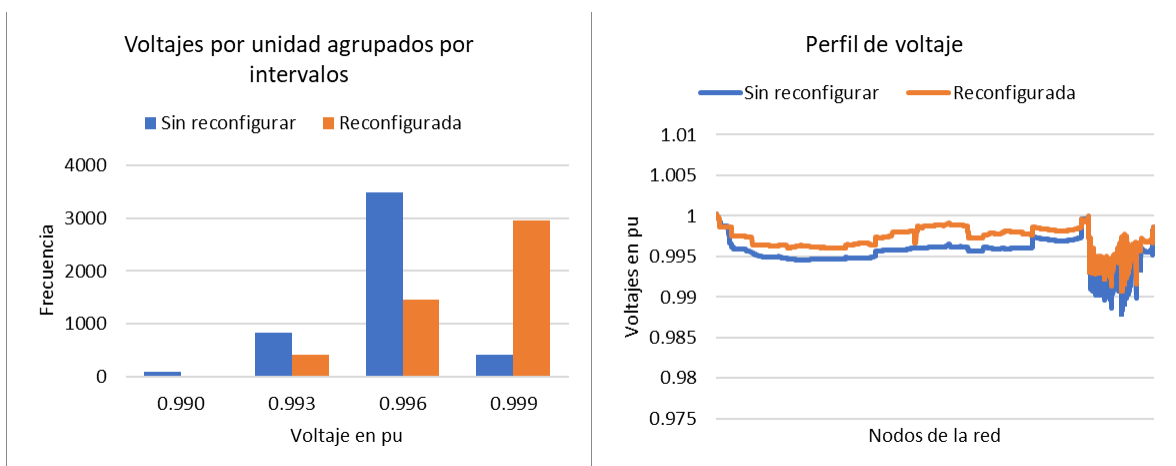 Voltajes por unidad agrupados por
intervalos
Sin reconfigurar
Reconfigurada
4000
3000
2000
1000
0
Frecuencia
0.990
0.993
0.996
0.999
Voltaje en pu
Perfil de voltaje
Sin reconfigurar
Reconfigurada
1.01
1.005
1
0.995
0.99
0.985
0.98
0.975
Voltajes en pu
Nodos de la red